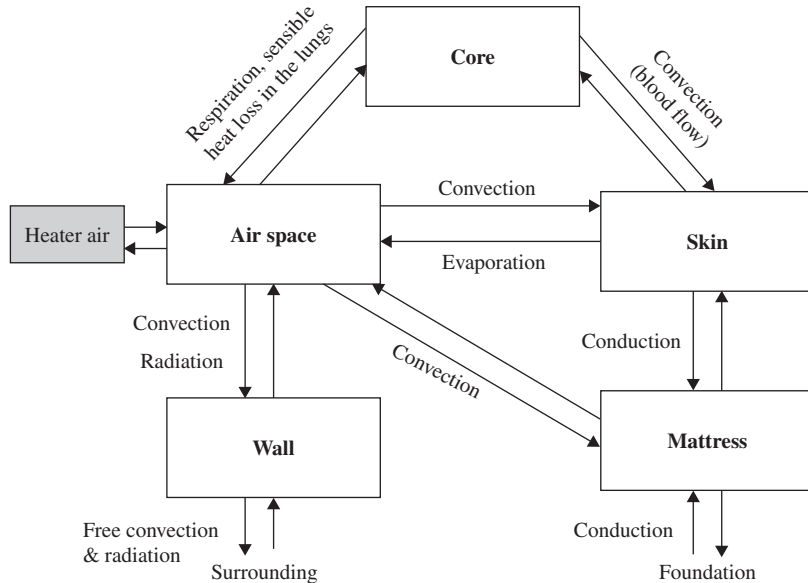 Core
Respiration, sensible
heat loss in the lungs
Convection
(blood flow)
Heater air
Air space
Convection
Evaporation
Skin
Convection
Radiation
Convection
Conduction
Wall
Mattress
Free convection
& radiation
Surrounding
Conduction
Foundation